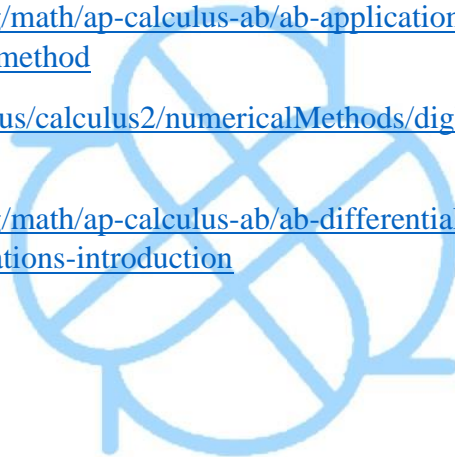 /math/ap-calculus-ab/ab-application
method
us/calculus2/numericalMethods/dig
/math/ap-calculus-ab/ab-differential
ations-introduction